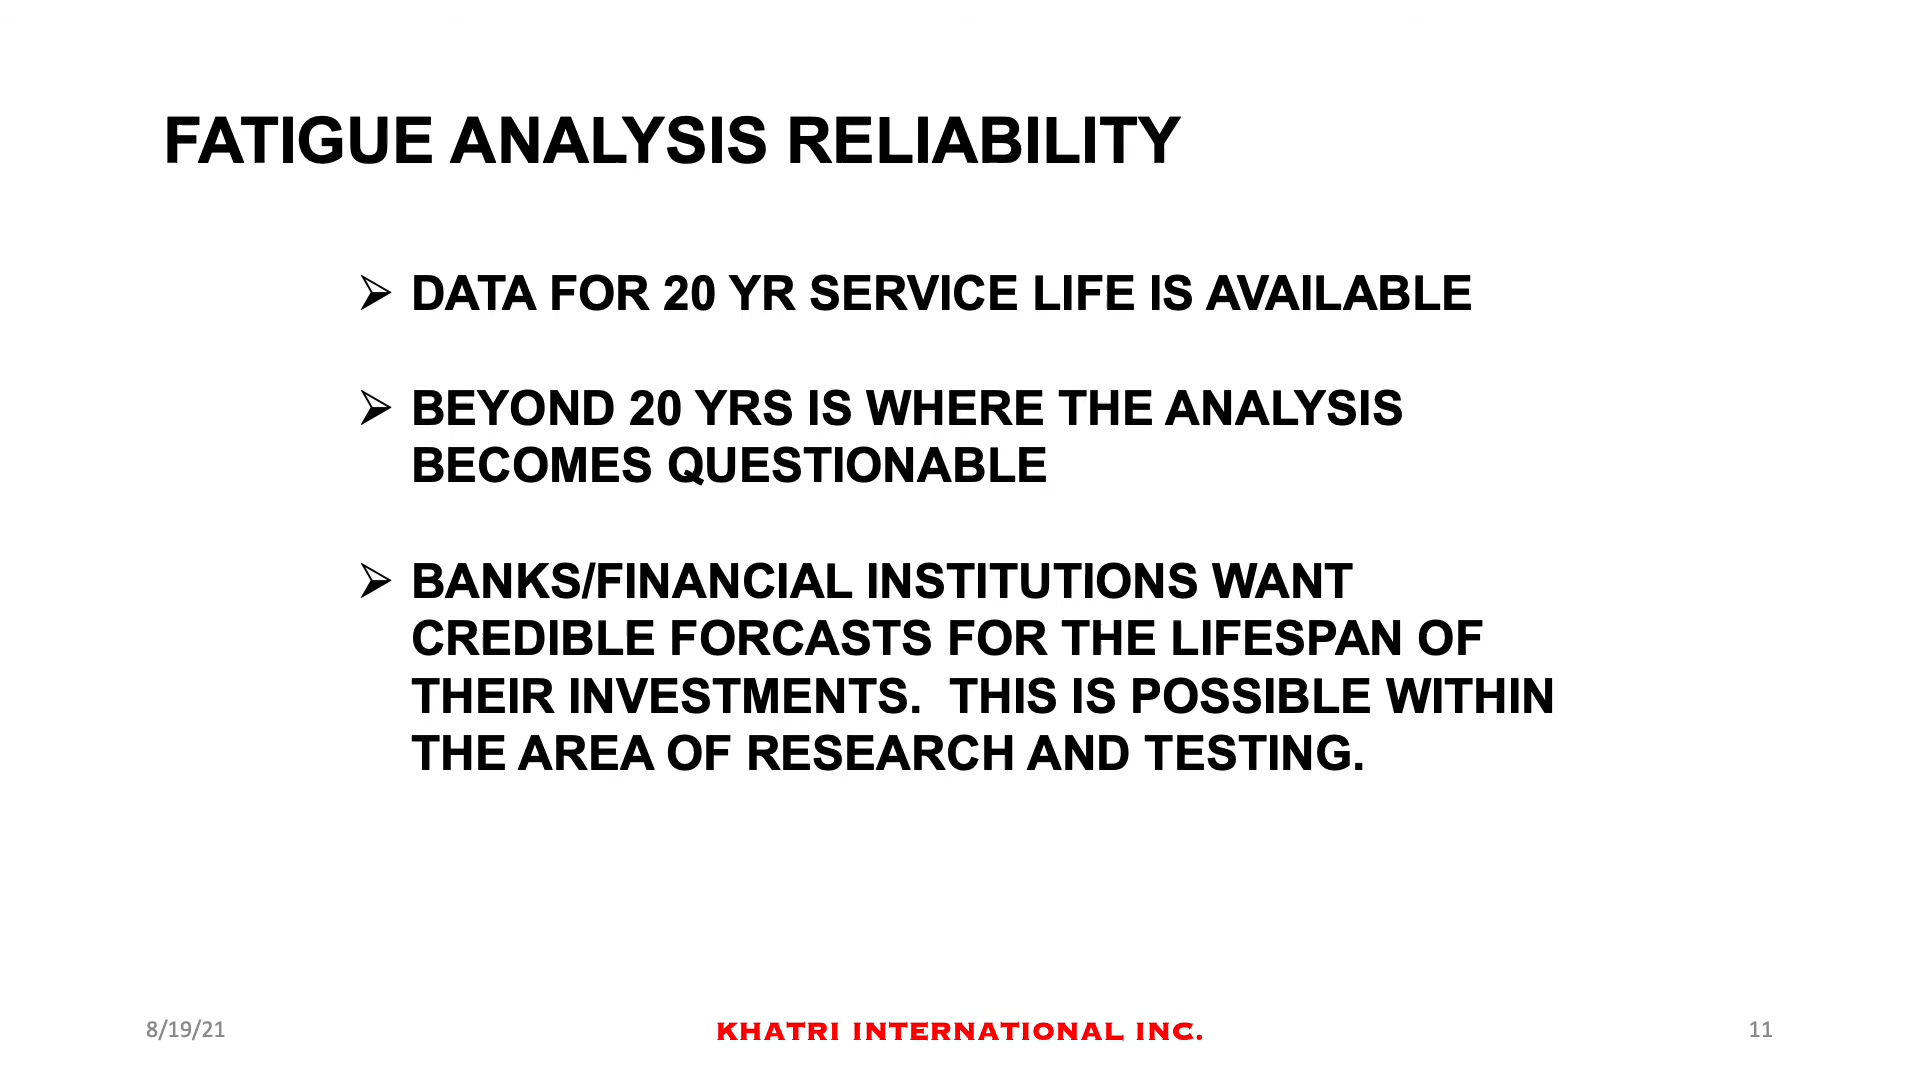 FATIGUE ANALYSIS RELIABILITY
➢ DATA FOR 20 YR SERVICE LIFE IS AVAILABLE
➢ BEYOND 20 YRS IS WHERE THE ANALYSIS
BECOMES QUESTIONABLE
➢ BANKS/FINANCIAL INSTITUTIONS WANT
CREDIBLE FORCASTS FOR THE LIFESPAN OF
THEIR INVESTMENTS.  THIS IS POSSIBLE WITHIN
THE AREA OF RESEARCH AND TESTING.
8/19/21
KHATRI INTERNATIONAL INC.
11